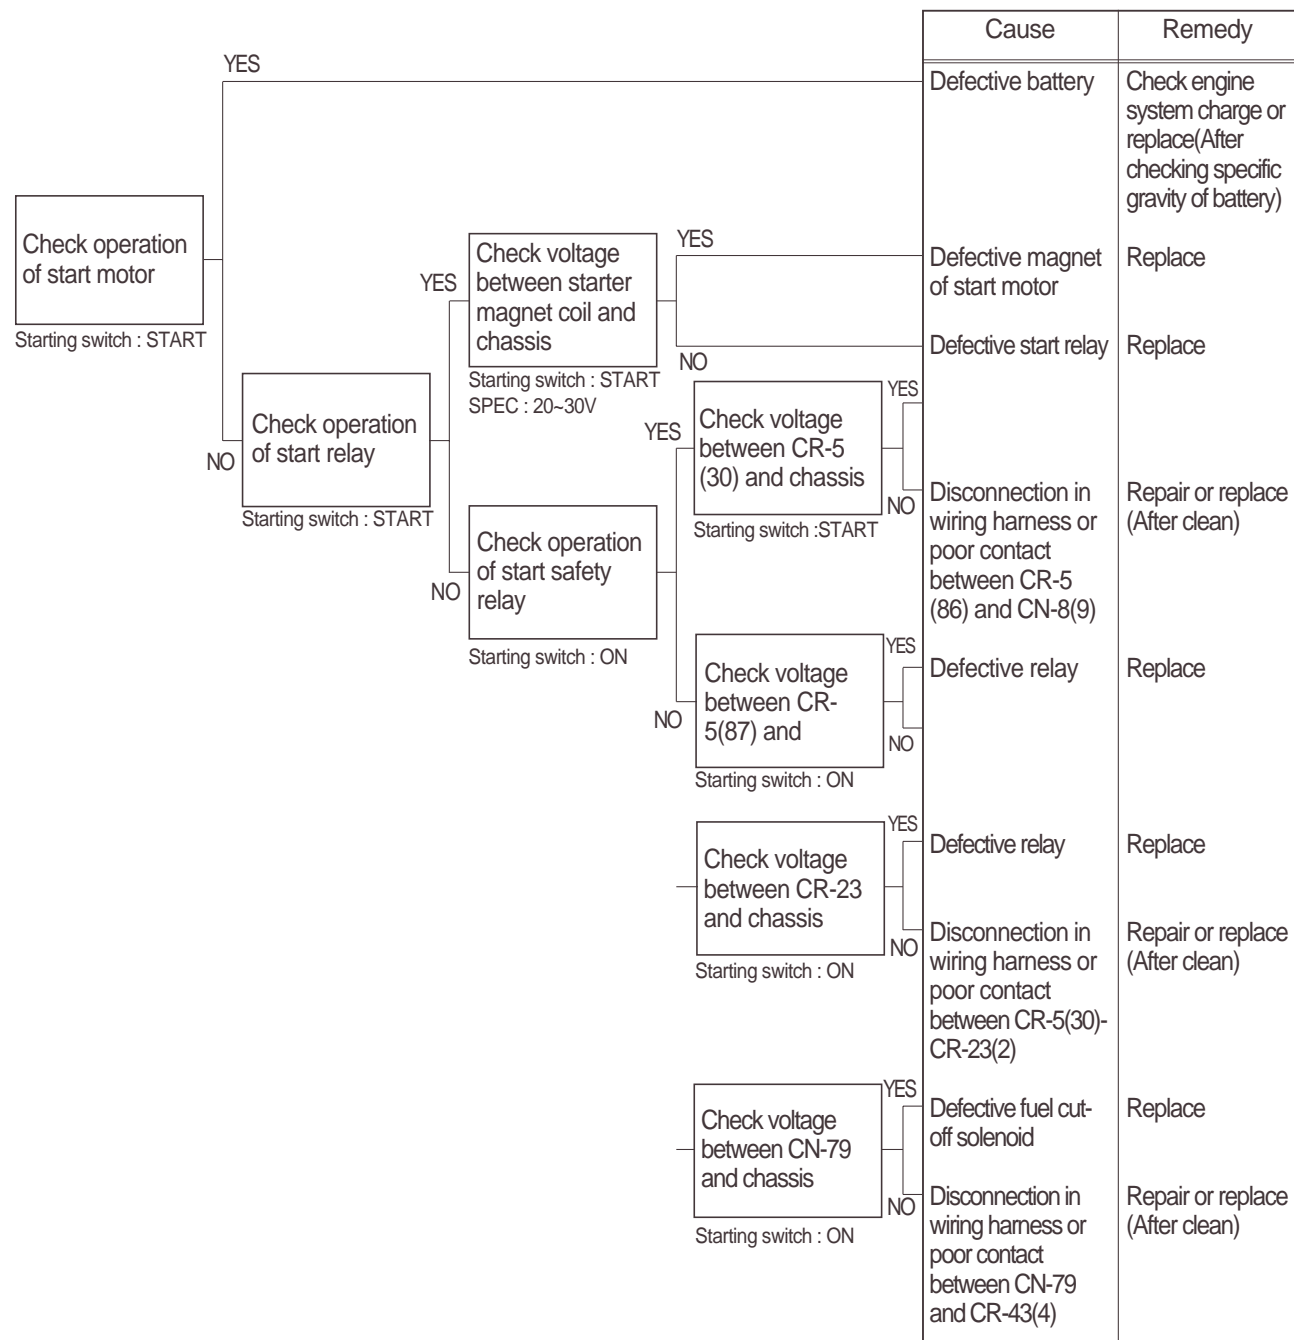 Cause
Remedy
YES
Defective battery
Check engine
system charge or
replace(After
checking specific
gravity of battery)
Check operation
of start motor
Starting switch : START
YES
Check voltage
between starter
magnet coil and
chassis
Starting switch : START
SPEC : 20~30V
YES
Defective magnet
of start motor
Replace
NO
Defective start relay
Replace
NO
Check operation
of start relay
Starting switch : START
YES
Check voltage
between CR-5
(30) and chassis
Starting switch :START
YES
NO
Disconnection in
wiring harness or
poor contact
between CR-5
(86) and CN-8(9)
Repair or replace
(After clean)
NO
Check operation
of start safety
relay
Starting switch : ON
NO
Check voltage
between CR-
5(87) and
Starting switch : ON
YES
Defective relay
Replace
NO
Check voltage
between CR-23
and chassis
Starting switch : ON
YES
Defective relay
Replace
NO
Disconnection in
wiring harness or
poor contact
between CR-5(30)-
CR-23(2)
Repair or replace
(After clean)
Check voltage
between CN-79
and chassis
Starting switch : ON
YES
Defective fuel cut-
off solenoid
Replace
NO
Disconnection in
wiring harness or
poor contact
between CN-79
and CR-43(4)
Repair or replace
(After clean)